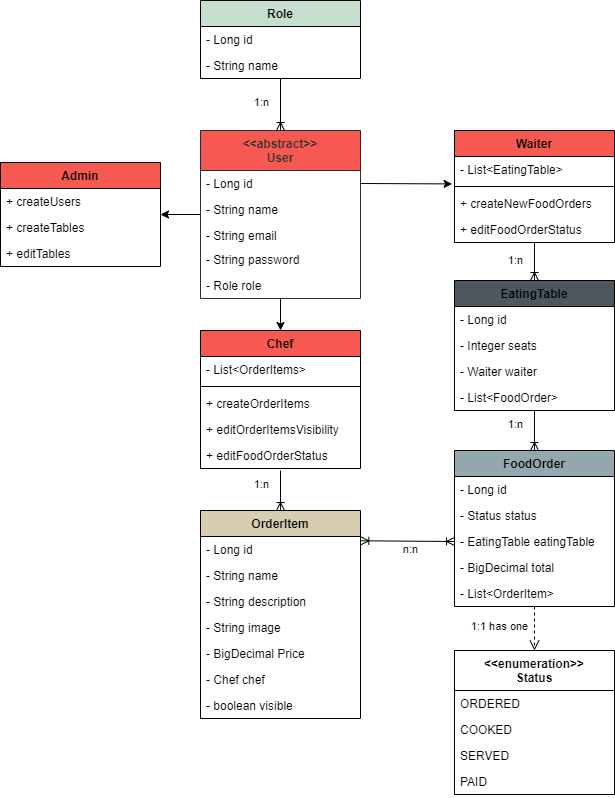 Role
- Long id
- String name
1:n
<<abstract>>
User
- Long id
- String name
- String email
- String password
- Role role
Admin
+ createUsers
+ createTables
+ editTables
Waiter
- List<EatingTable>
+ createNewFoodOrders
+ editFoodOrderStatus
1:n
EatingTable
- Long id
- Integer seats
- Waiter waiter
- List<FoodOrder>
1:n
Chef
- List<OrderItems>
+ createOrderItems
+ editOrderItemsVisibility
+ editFoodOrderStatus
1:n
OrderItem
- Long id
- String name
- String description
- String image
- BigDecimal Price
- Chef chef
- boolean visible
n:n
FoodOrder
- Long id
- Status status
- EatingTable eatingTable
- BigDecimal total
- List<OrderItem>
1:1 has one
<<enumeration>>
Status
ORDERED
COOKED
SERVED
PAID